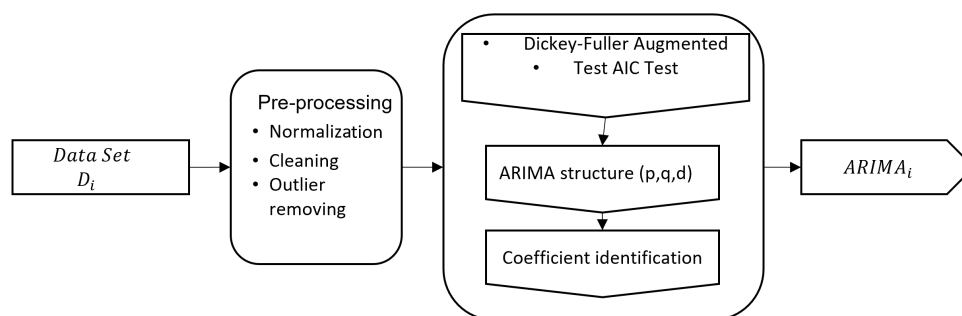 Data Set
D_i
Pre-processing
• Normalization
• Cleaning
• Outlier
removing
• Dickey-Fuller Augmented
• Test AIC Test
ARIMA structure (p,q,d)
Coefficient identification
ARIMA_i